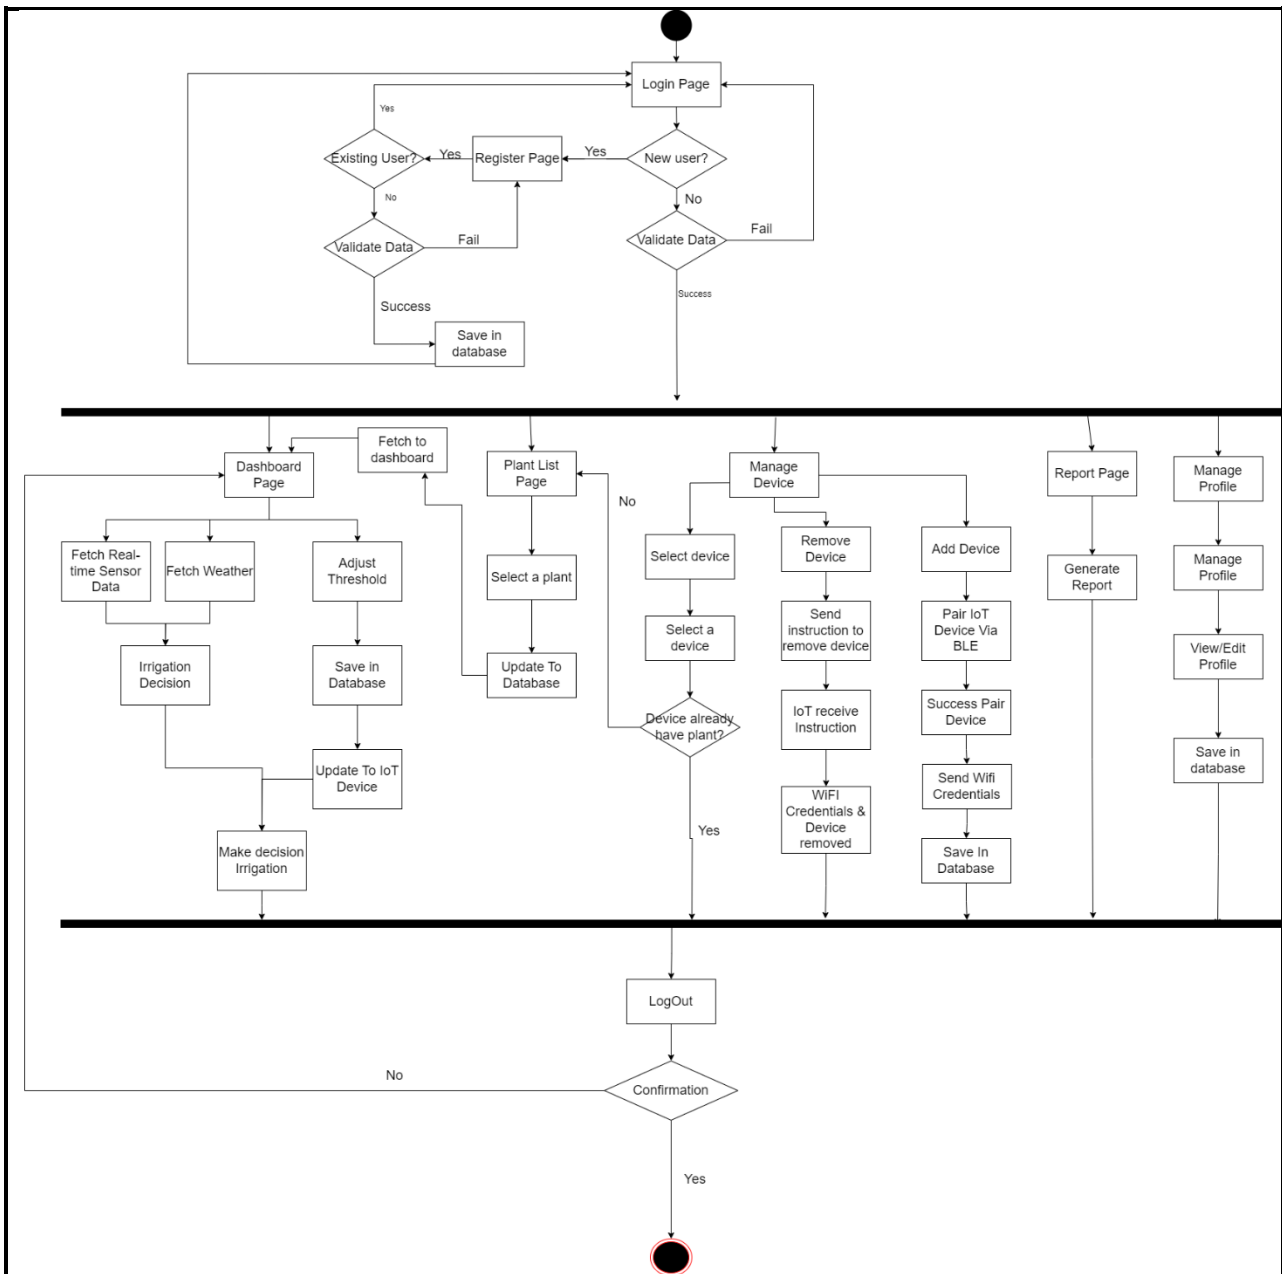 Login Page
Yes
Existing User?
Yes
Register Page
Yes
New user?
No
No
Validate Data
Fail
Validate Data
Fail
Success
Success
Save in
database
Fetch to
dashboard
Dashboard
Page
Plant List
Page
Manage
Device
Report Page
Manage
Profile
No
Fetch Real-
time Sensor
Data
Fetch Weather
Adjust
Threshold
Select a plant
Select device
Remove
Device
Add Device
Generate
Report
Manage
Profile
Irrigation
Decision
Save in
Database
Update To
Database
Select a
device
Send
instruction to
remove device
Pair IoT
Device Via
BLE
View/Edit
Profile
Device already
have plant?
IoT receive
Instruction
Success Pair
Device
Update To IoT
Device
Send Wifi
Credentials
Save in
database
Make decision
Irrigation
Yes
WiFI
Credentials &
Device
removed
Save In
Database
LogOut
No
Confirmation
Yes